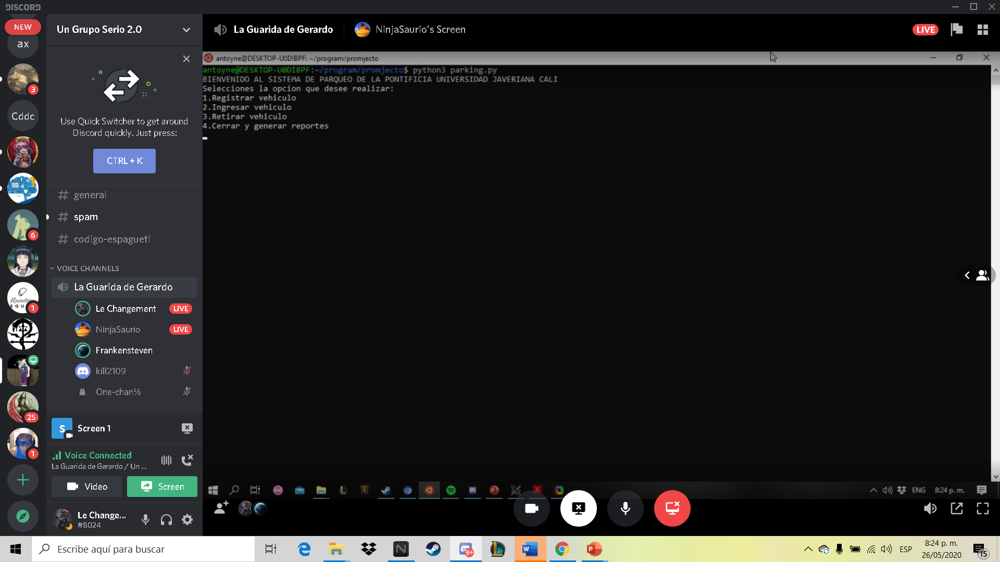 DISCORD
NEW
ax
3
Cddc
6
1
25
1
Un Grupo Serio 2.0
Use Quick Switcher to get around
Discord quickly. Just press:
CTRL + K
general
spam
codigo-espagueti
VOICE CHANNELS
La Guarida de Gerardo
Le Changement LIVE
NinjaSaurio LIVE
Frankensteven
kill2109
One-chan½
S Screen 1
Voice Connected
La Guarida de Gerardo / Un ...
Video Screen
Le Change...
#8024
La Guarida de Gerardo NinjaSaurio's Screen LIVE
antoyne@DESKTOP-U0DIBPF: ~/program/promjecto
antoyne@DESKTOP-U0DIBPF:~/program/promjecto$ python3 parking.py
BIENVENIDO AL SISTEMA DE PARQUEO DE LA PONTIFICIA UNIVERSIDAD JAVERIANA CALI
Selecciones la opcion que desee realizar:
1.Registrar vehiculo
2.Ingresar vehiculo
3.Retirar vehiculo
4.Cerrar y generar reportes
ENG 8:24 p. m.
Escribe aquí para buscar
9+
ESP
8:24 p. m.
26/05/2020
15